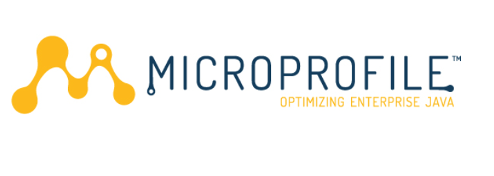 MICROPROFILE™
OPTIMIZING ENTERPRISE JAVA